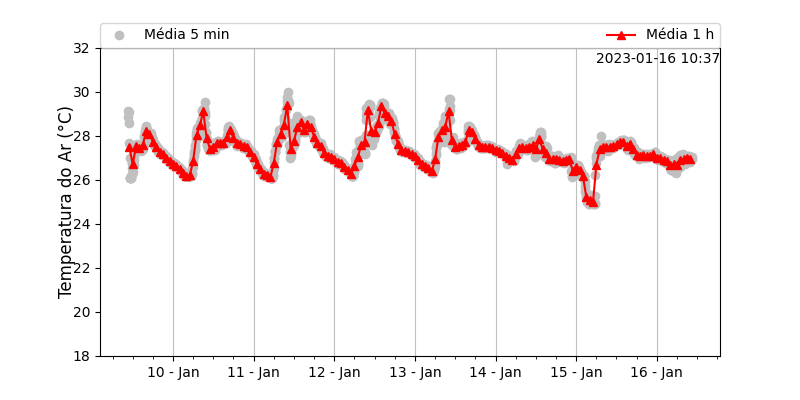 Média 5 min
Média 1 h
2023-01-16 10:37
Temperatura do Ar (°C)
32
30
28
26
24
22
20
18
10 - Jan
11 - Jan
12 - Jan
13 - Jan
14 - Jan
15 - Jan
16 - Jan